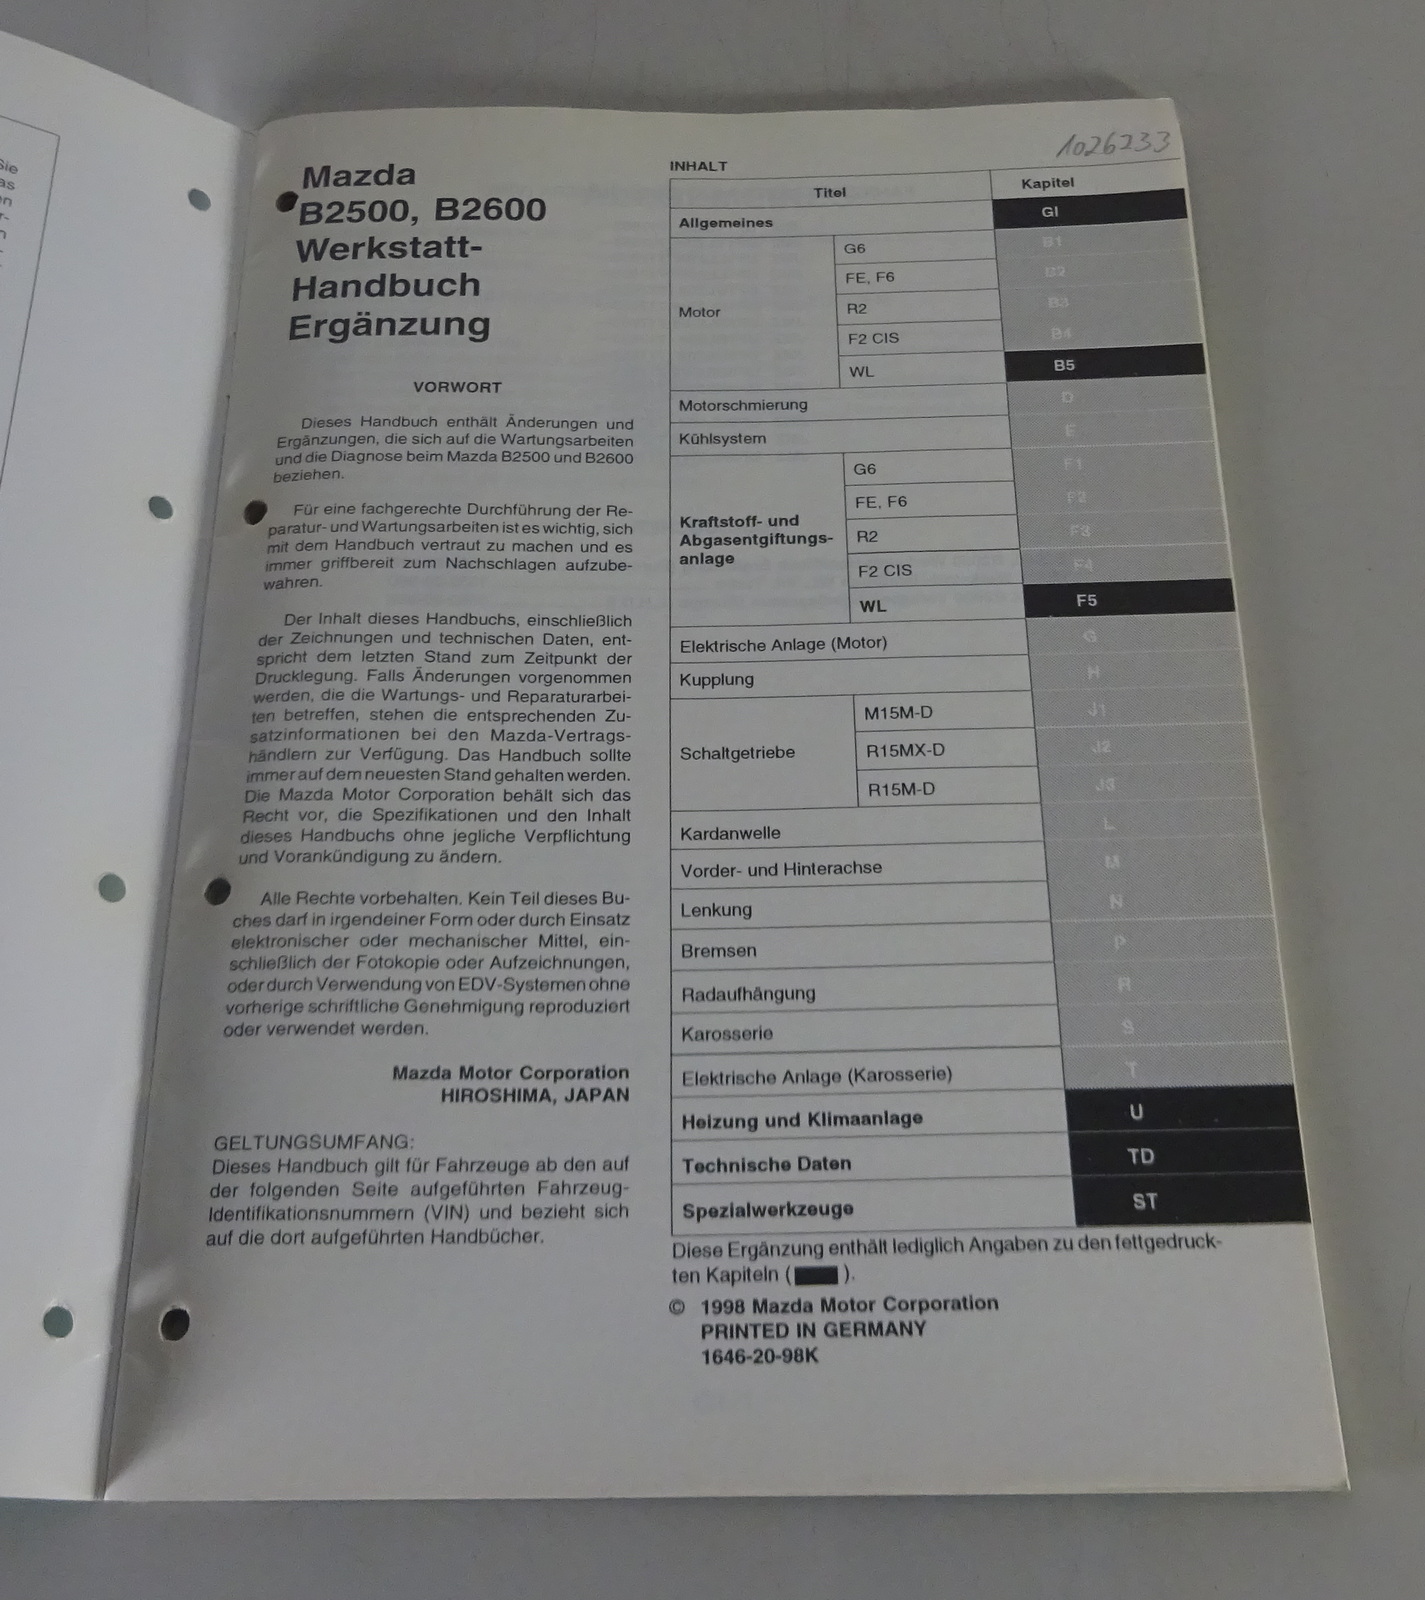 Sie
as
en
r-
n
1026233
Mazda
B2500, B2600
Werkstatt-
Handbuch
Ergänzung
VORWORT
Dieses Handbuch enthält Änderungen und
Ergänzungen, die sich auf die Wartungsarbeiten
und die Diagnose beim Mazda B2500 und B2600
beziehen.
Für eine fachgerechte Durchführung der Re-
paratur- und Wartungsarbeiten ist es wichtig, sich
mit dem Handbuch vertraut zu machen und es
immer griffbereit zum Nachschlagen aufzube-
wahren.
Der Inhalt dieses Handbuchs, einschließlich
der Zeichnungen und technischen Daten, ent-
spricht dem letzten Stand zum Zeitpunkt der
Drucklegung. Falls Änderungen vorgenommen
werden, die die Wartungs- und Reparaturarbei-
ten betreffen, stehen die entsprechenden Zu-
satzinformationen bei den Mazda-Vertrags-
händlern zur Verfügung. Das Handbuch sollte
immer auf dem neuesten Stand gehalten werden.
Die Mazda Motor Corporation behält sich das
Recht vor, die Spezifikationen und den Inhalt
dieses Handbuchs ohne jegliche Verpflichtung
und Vorankündigung zu ändern.
Alle Rechte vorbehalten. Kein Teil dieses Bu-
ches darf in irgendeiner Form oder durch Einsatz
elektronischer oder mechanischer Mittel, ein-
schließlich der Fotokopie oder Aufzeichnungen,
oder durch Verwendung von EDV-Systemen ohne
vorherige schriftliche Genehmigung reproduziert
oder verwendet werden.
Mazda Motor Corporation
HIROSHIMA, JAPAN
GELTUNGSUMFANG:
Dieses Handbuch gilt für Fahrzeuge ab den auf
der folgenden Seite aufgeführten Fahrzeug-
Identifikationsnummern (VIN) und bezieht sich
auf die dort aufgeführten Handbücher.
INHALT
Titel Kapitel
Allgemeines GI
Motor
G6 B1
FE, F6 B2
R2 B3
F2 CIS B4
WL B5
Motorschmierung D
Kühlsystem E
Kraftstoff- und
Abgasentgiftungs-
anlage
G6 F1
FE, F6 F2
R2 F3
F2 CIS F4
WL F5
Elektrische Anlage (Motor) G
Kupplung H
Schaltgetriebe
M15M-D J1
R15MX-D J2
R15M-D J3
Kardanwelle L
Vorder- und Hinterachse M
Lenkung N
Bremsen P
Radaufhängung R
Karosserie S
Elektrische Anlage (Karosserie) T
Heizung und Klimaanlage U
Technische Daten TD
Spezialwerkzeuge ST
Diese Ergänzung enthält lediglich Angaben zu den fettgedruck-
ten Kapiteln ( ).
© 1998 Mazda Motor Corporation
PRINTED IN GERMANY
1646-20-98K